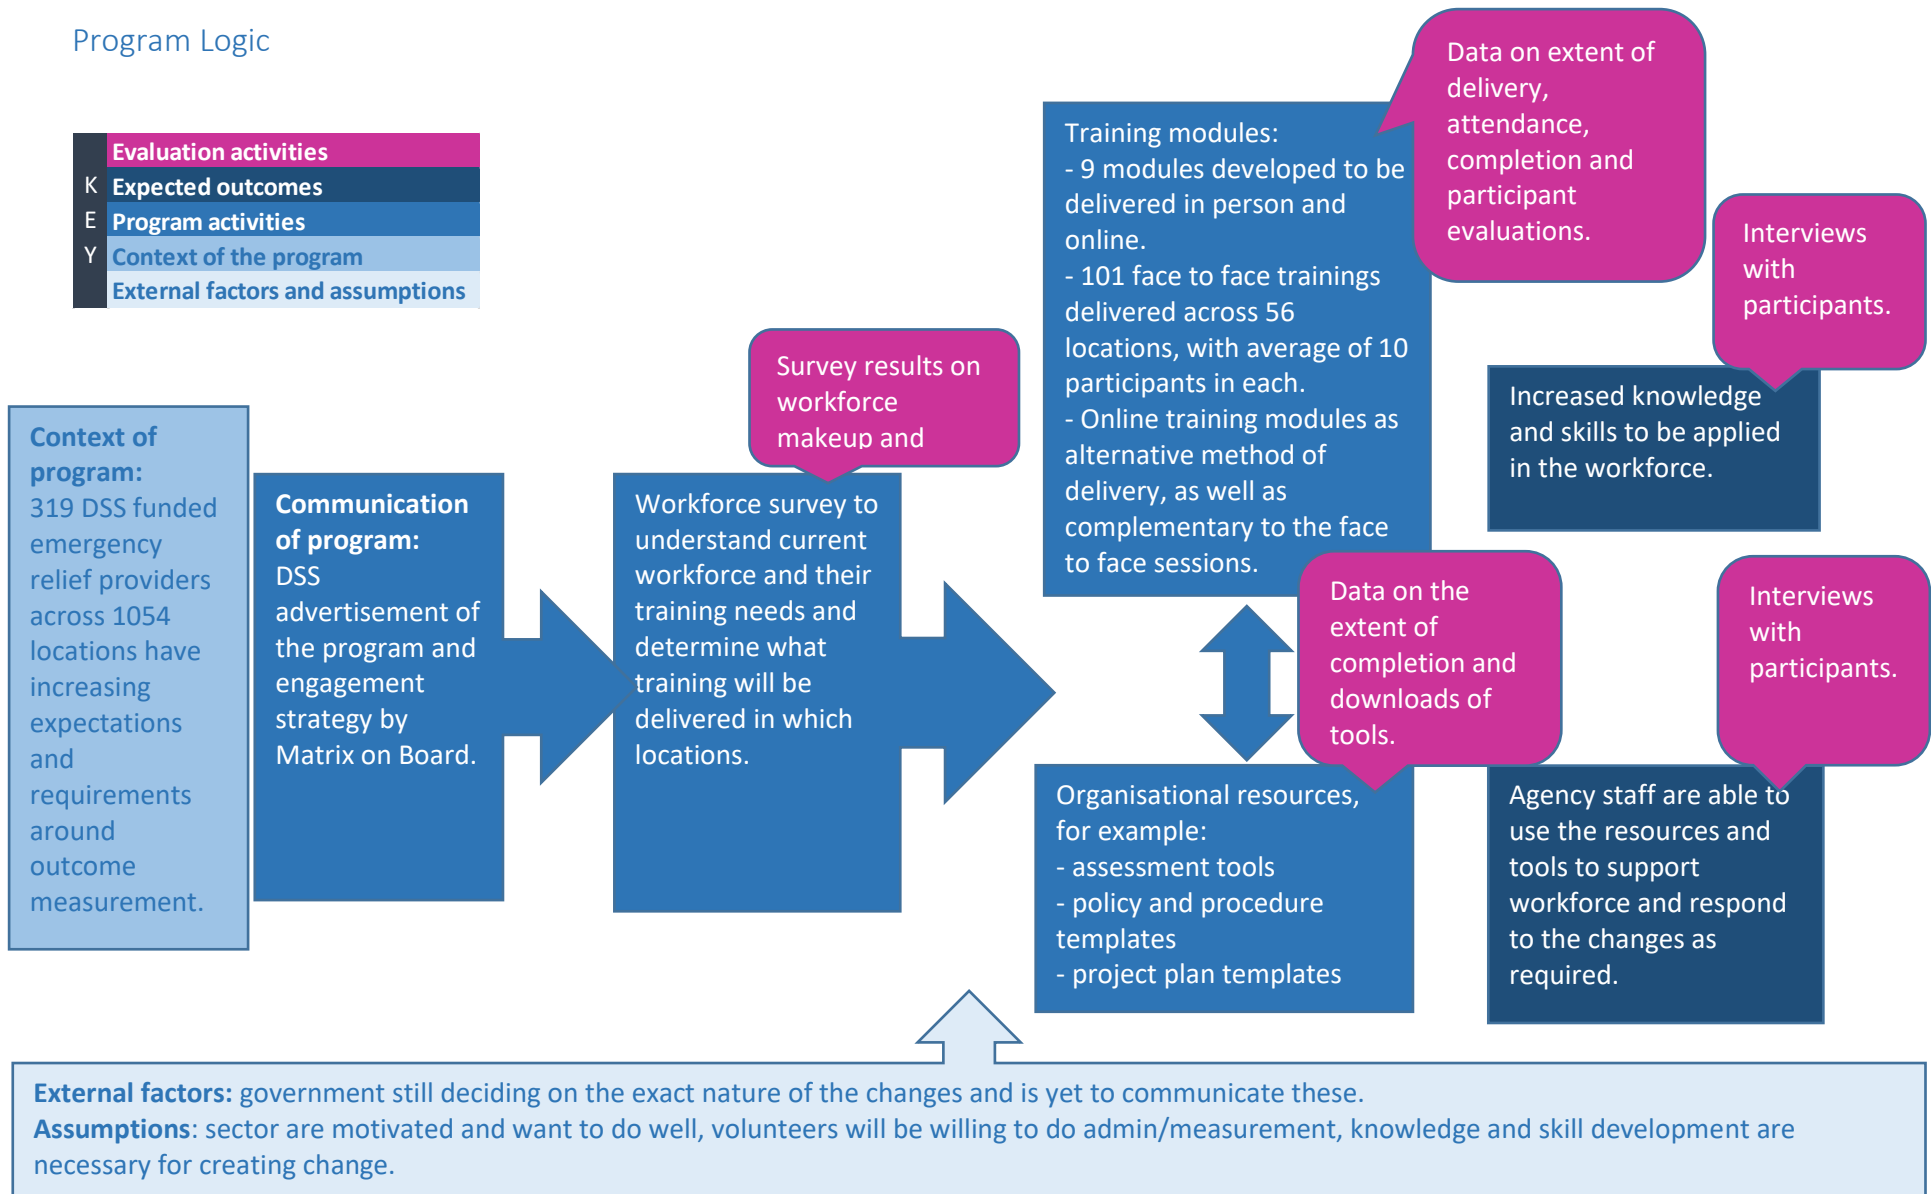 Program Logic
KEY
Evaluation activities
Expected outcomes
Program activities
Context of the program
External factors and assumptions
Context of
program:
319 DSS funded
emergency
relief providers
across 1054
locations have
increasing
expectations
and
requirements
around
outcome
measurement.
Communication
of program:
DSS
advertisement of
the program and
engagement
strategy by
Matrix on Board.
Survey results on
workforce
makeup and
Workforce survey to
understand current
workforce and their
training needs and
determine what
training will be
delivered in which
locations.
Data on extent of
delivery,
attendance,
completion and
participant
evaluations.
Training modules:
- 9 modules developed to be
delivered in person and
online.
- 101 face to face trainings
delivered across 56
locations, with average of 10
participants in each.
- Online training modules as
alternative method of
delivery, as well as
complementary to the face
to face sessions.
Interviews
with
participants.
Increased knowledge
and skills to be applied
in the workforce.
Data on the
extent of
completion and
downloads of
tools.
Organisational resources,
for example:
- assessment tools
- policy and procedure
templates
- project plan templates
Interviews
with
participants.
Agency staff are able to
use the resources and
tools to support
workforce and respond
to the changes as
required.
External factors: government still deciding on the exact nature of the changes and is yet to communicate these.
Assumptions: sector are motivated and want to do well, volunteers will be willing to do admin/measurement, knowledge and skill development are
necessary for creating change.